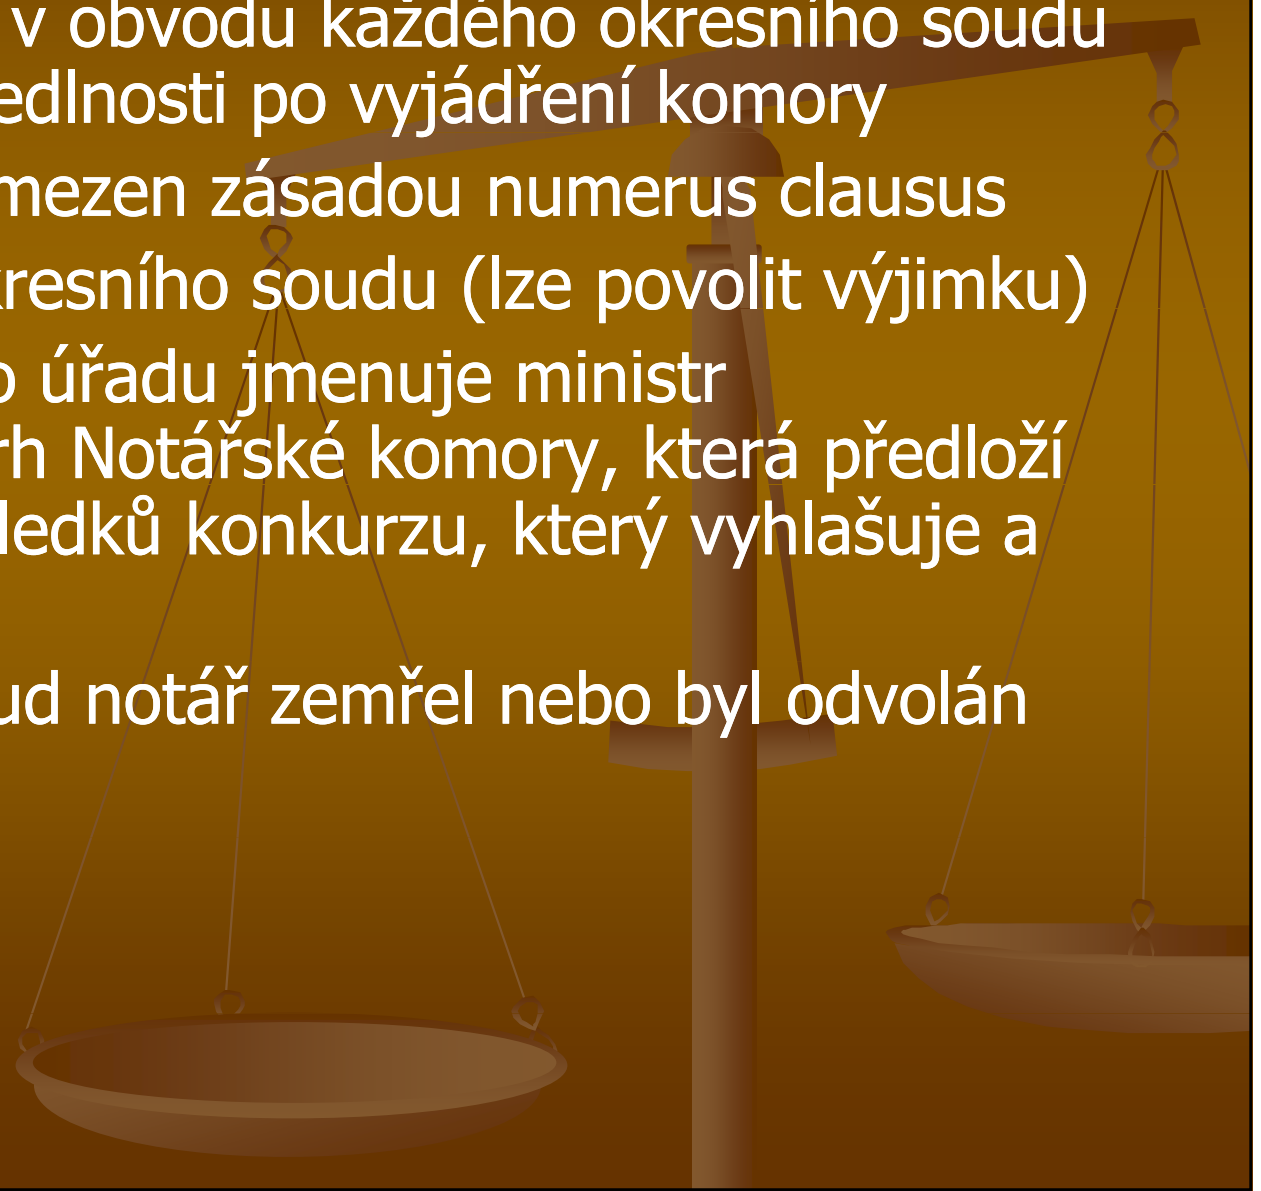 v obvodu každého okresního soudu
edlnosti po vyjádření komory
mezen zásadou numerus clausus
kresního soudu (lze povolit výjimku)
o úřadu jmenuje ministr
rh Notářské komory, která předloží
ledků konkurzu, který vyhlašuje a
ud notář zemřel nebo byl odvolán